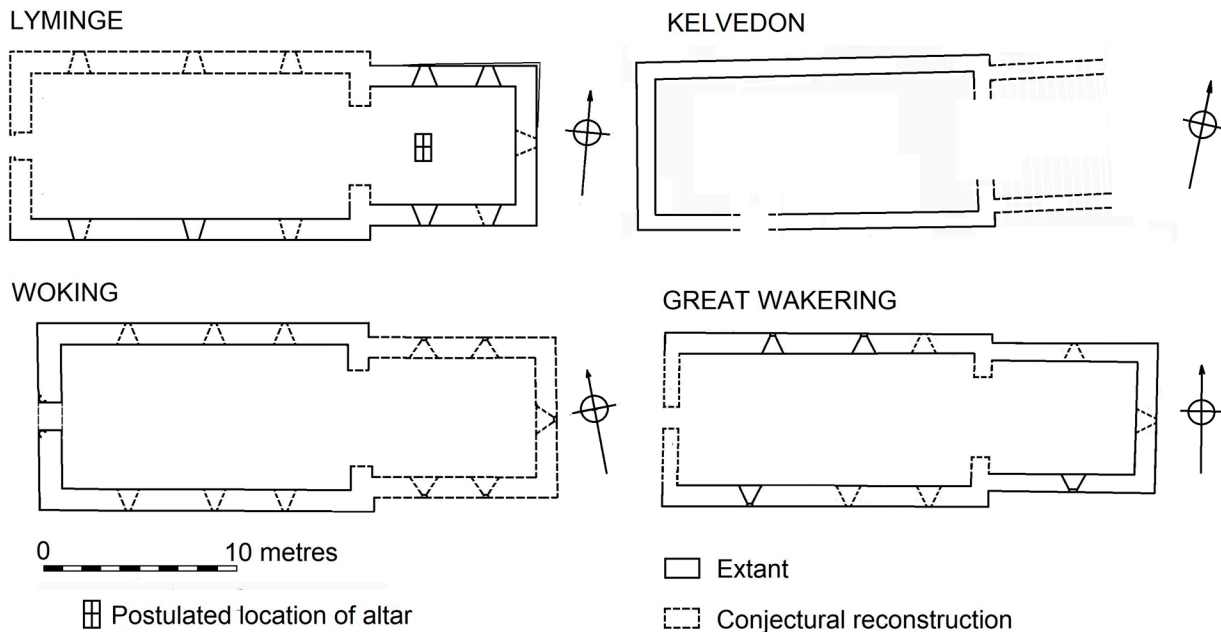 LYMINGE
KELVEDON
WOKING
GREAT WAKERING
0 10 metres
Extant
Postulated location of altar
Conjectural reconstruction